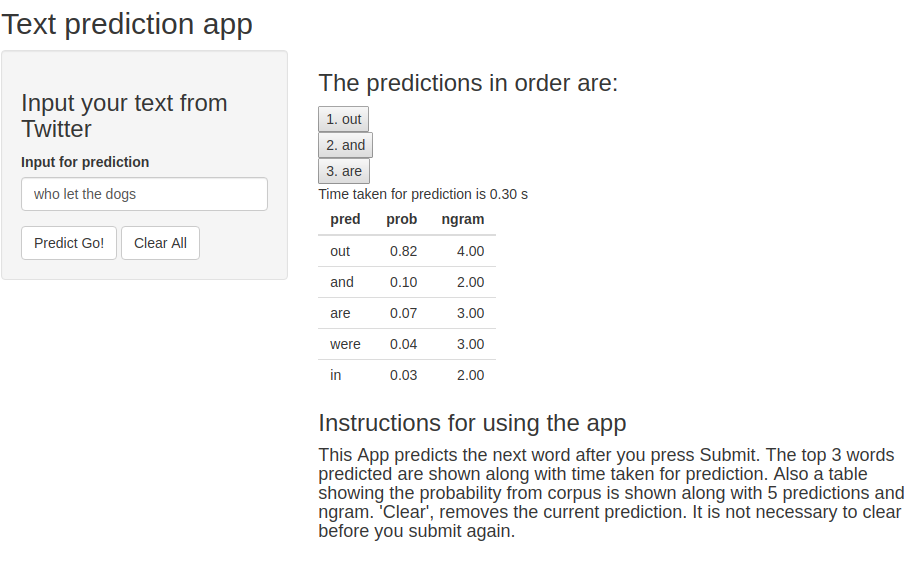 Text prediction app
Input your text from
Twitter
Input for prediction
who let the dogs
Predict Go! Clear All
The predictions in order are:
1. out
2. and
3. are
Time taken for prediction is 0.30 s
pred prob ngram
out 0.82 4.00
and 0.10 2.00
are 0.07 3.00
were 0.04 3.00
in 0.03 2.00
Instructions for using the app
This App predicts the next word after you press Submit. The top 3 words
predicted are shown along with time taken for prediction. Also a table
showing the probability from corpus is shown along with 5 predictions and
ngram. 'Clear', removes the current prediction. It is not necessary to clear
before you submit again.